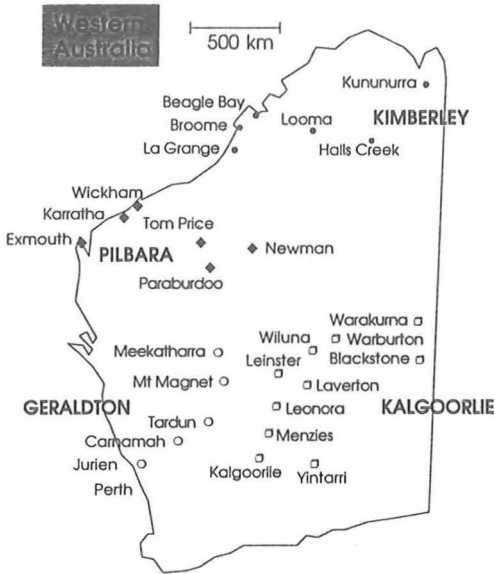 Western
Australia
500 km
Kununurra
Beagle Bay
Looma
KIMBERLEY
Broome
La Grange
Halls Creek
Wickham
Karratha
Tom Price
Exmouth
PILBARA
Newman
Paraburdoo
Warakurna
Wiluna
Warburton
Meekatharra
Leinster
Blackstone
Mt Magnet
Laverton
GERALDTON
Leonora
KALGOORLIE
Tardun
Carnamah
Menzies
Jurien
Kalgoorlie
Yintarri
Perth